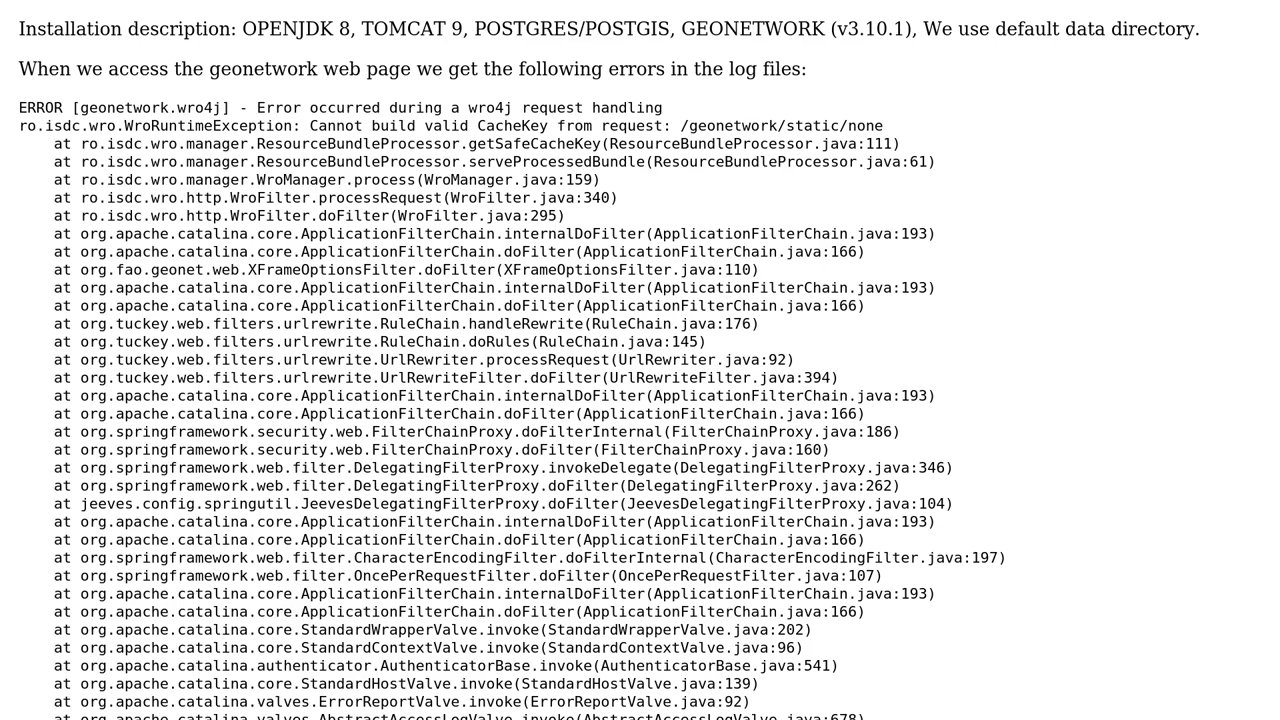 Installation description: OPENJDK 8, TOMCAT 9, POSTGRES/POSTGIS, GEONETWORK (v3.10.1), We use default data directory.
When we access the geonetwork web page we get the following errors in the log files:
ERROR [geonetwork.wro4j] - Error occurred during a wro4j request handling
ro.isdc.wro.WroRuntimeException: Cannot build valid CacheKey from request: /geonetwork/static/none
    at ro.isdc.wro.manager.ResourceBundleProcessor.getSafeCacheKey(ResourceBundleProcessor.java:111)
    at ro.isdc.wro.manager.ResourceBundleProcessor.serveProcessedBundle(ResourceBundleProcessor.java:61)
    at ro.isdc.wro.manager.WroManager.process(WroManager.java:159)
    at ro.isdc.wro.http.WroFilter.processRequest(WroFilter.java:340)
    at ro.isdc.wro.http.WroFilter.doFilter(WroFilter.java:295)
    at org.apache.catalina.core.ApplicationFilterChain.internalDoFilter(ApplicationFilterChain.java:193)
    at org.apache.catalina.core.ApplicationFilterChain.doFilter(ApplicationFilterChain.java:166)
    at org.fao.geonet.web.XFrameOptionsFilter.doFilter(XFrameOptionsFilter.java:110)
    at org.apache.catalina.core.ApplicationFilterChain.internalDoFilter(ApplicationFilterChain.java:193)
    at org.apache.catalina.core.ApplicationFilterChain.doFilter(ApplicationFilterChain.java:166)
    at org.tuckey.web.filters.urlrewrite.RuleChain.handleRewrite(RuleChain.java:176)
    at org.tuckey.web.filters.urlrewrite.RuleChain.doRules(RuleChain.java:145)
    at org.tuckey.web.filters.urlrewrite.UrlRewriter.processRequest(UrlRewriter.java:92)
    at org.tuckey.web.filters.urlrewrite.UrlRewriteFilter.doFilter(UrlRewriteFilter.java:394)
    at org.apache.catalina.core.ApplicationFilterChain.internalDoFilter(ApplicationFilterChain.java:193)
    at org.apache.catalina.core.ApplicationFilterChain.doFilter(ApplicationFilterChain.java:166)
    at org.springframework.security.web.FilterChainProxy.doFilterInternal(FilterChainProxy.java:186)
    at org.springframework.security.web.FilterChainProxy.doFilter(FilterChainProxy.java:160)
    at org.springframework.web.filter.DelegatingFilterProxy.invokeDelegate(DelegatingFilterProxy.java:346)
    at org.springframework.web.filter.DelegatingFilterProxy.doFilter(DelegatingFilterProxy.java:262)
    at jeeves.config.springutil.JeevesDelegatingFilterProxy.doFilter(JeevesDelegatingFilterProxy.java:104)
    at org.apache.catalina.core.ApplicationFilterChain.internalDoFilter(ApplicationFilterChain.java:193)
    at org.apache.catalina.core.ApplicationFilterChain.doFilter(ApplicationFilterChain.java:166)
    at org.springframework.web.filter.CharacterEncodingFilter.doFilterInternal(CharacterEncodingFilter.java:197)
    at org.springframework.web.filter.OncePerRequestFilter.doFilter(OncePerRequestFilter.java:107)
    at org.apache.catalina.core.ApplicationFilterChain.internalDoFilter(ApplicationFilterChain.java:193)
    at org.apache.catalina.core.ApplicationFilterChain.doFilter(ApplicationFilterChain.java:166)
    at org.apache.catalina.core.StandardWrapperValve.invoke(StandardWrapperValve.java:202)
    at org.apache.catalina.core.StandardContextValve.invoke(StandardContextValve.java:96)
    at org.apache.catalina.authenticator.AuthenticatorBase.invoke(AuthenticatorBase.java:541)
    at org.apache.catalina.core.StandardHostValve.invoke(StandardHostValve.java:139)
    at org.apache.catalina.valves.ErrorReportValve.invoke(ErrorReportValve.java:92)
    at org.apache.catalina.valves.AbstractAccessLogValve.invoke(AbstractAccessLogValve.java:678)